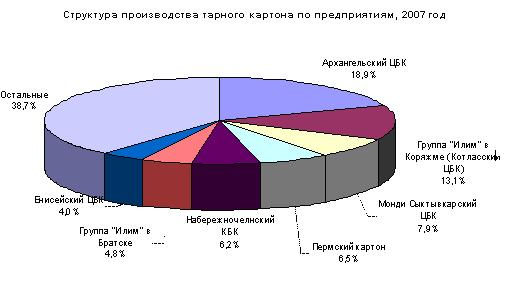 Структура производства тарного картона по предприятиям, 2007 год
Архангельский ЦБК
18,9%
Группа "Илим" в
Коряжме (Котласский
ЦБК)
13,1%
Монди Сыктывкарский
ЦБК
7,9%
Пермский картон
6,5%
Набережночелнский
КБК
6,2%
Группа "Илим" в
Братске
4,8%
Енисейский ЦБК
4,0%
Остальные
38,7%